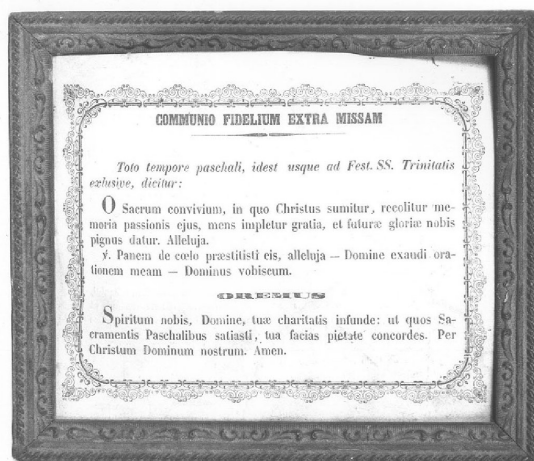 COMMUNIO FIDELIUM EXTRA MISSAM
Toto tempore paschali, idest usque ad Fest. SS. Trinitatis
exlusive, dicitur:
O Sacrum convivium, in quo Christus sumitur, recolitur me-
moria passionis ejus, mens impletur gratia, et futuræ gloriæ nobis
pignus datur. Alleluja.
℣. Panem de cœlo præstitisti eis, alleluja — Domine exaudi ora-
tionem meam — Dominus vobiscum.
OREMUS
Spiritum nobis, Domine, tuæ charitatis infunde: ut quos Sa-
cramentis Paschalibus satiasti, tua facias pietate concordes. Per
Christum Dominum nostrum. Amen.